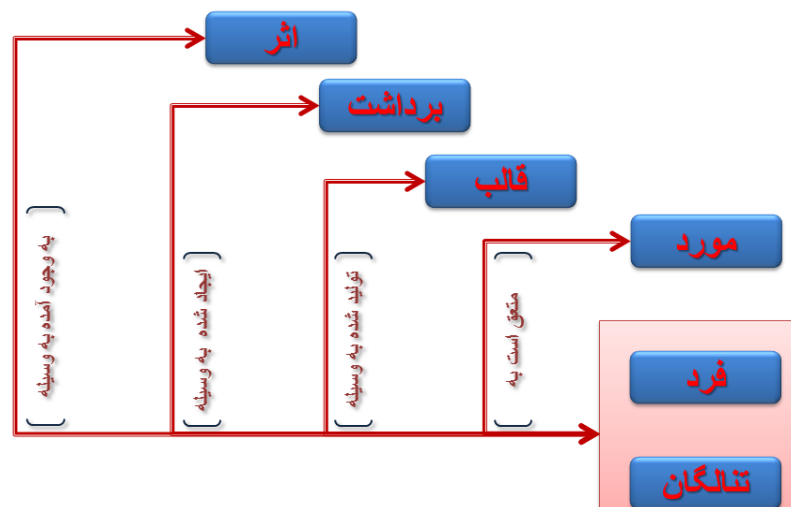 اثر
برداشت
قالب
مورد
به وجود آمده به وسیله
ایجاد شده به وسیله
تولید شده به وسیله
متعق است به
فرد
تنالگان